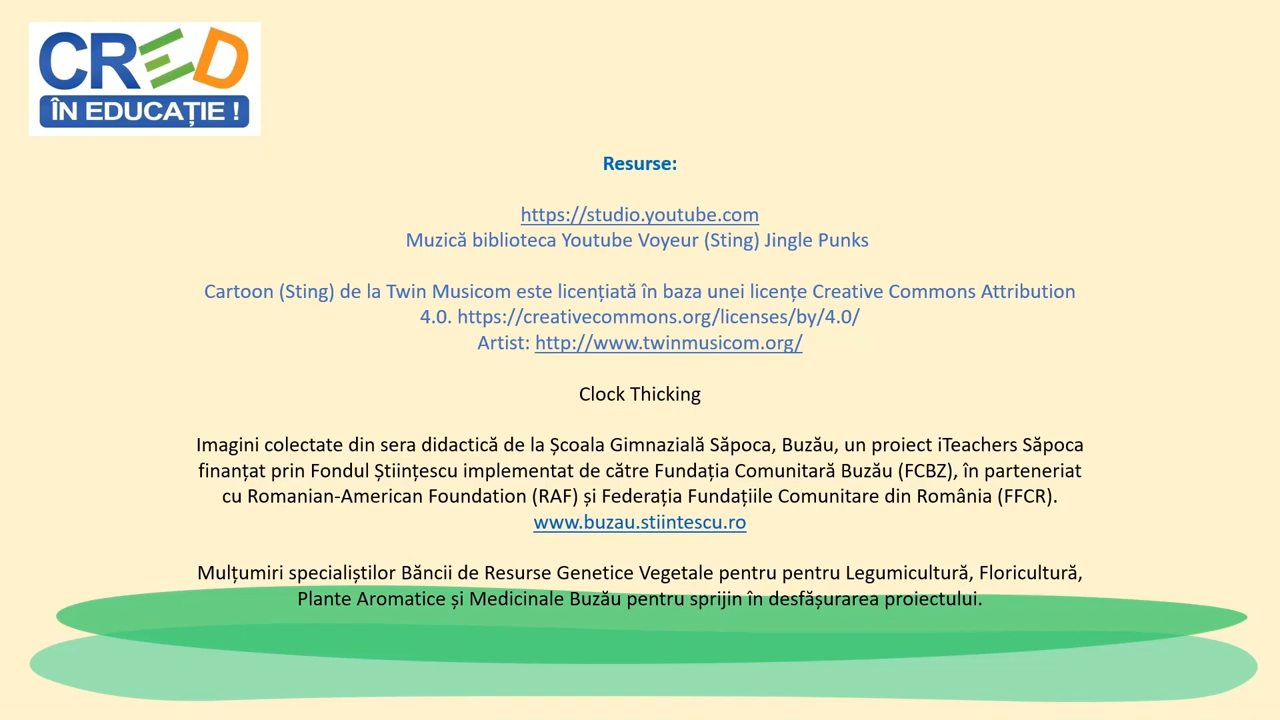 CRED
ÎN EDUCAȚIE !
Resurse:
https://studio.youtube.com
Muzică biblioteca Youtube Voyeur (Sting) Jingle Punks
Cartoon (Sting) de la Twin Musicom este licențiată în baza unei licențe Creative Commons Attribution
4.0. https://creativecommons.org/licenses/by/4.0/
Artist: http://www.twinmusicom.org/
Clock Thicking
Imagini colectate din sera didactică de la Școala Gimnazială Săpoca, Buzău, un proiect iTeachers Săpoca
finanțat prin Fondul Științescu implementat de către Fundația Comunitară Buzău (FCBZ), în parteneriat
cu Romanian-American Foundation (RAF) și Federația Fundațiile Comunitare din România (FFCR).
www.buzau.stiintescu.ro
Mulțumiri specialiștilor Băncii de Resurse Genetice Vegetale pentru pentru Legumicultură, Floricultură,
Plante Aromatice și Medicinale Buzău pentru sprijin în desfășurarea proiectului.